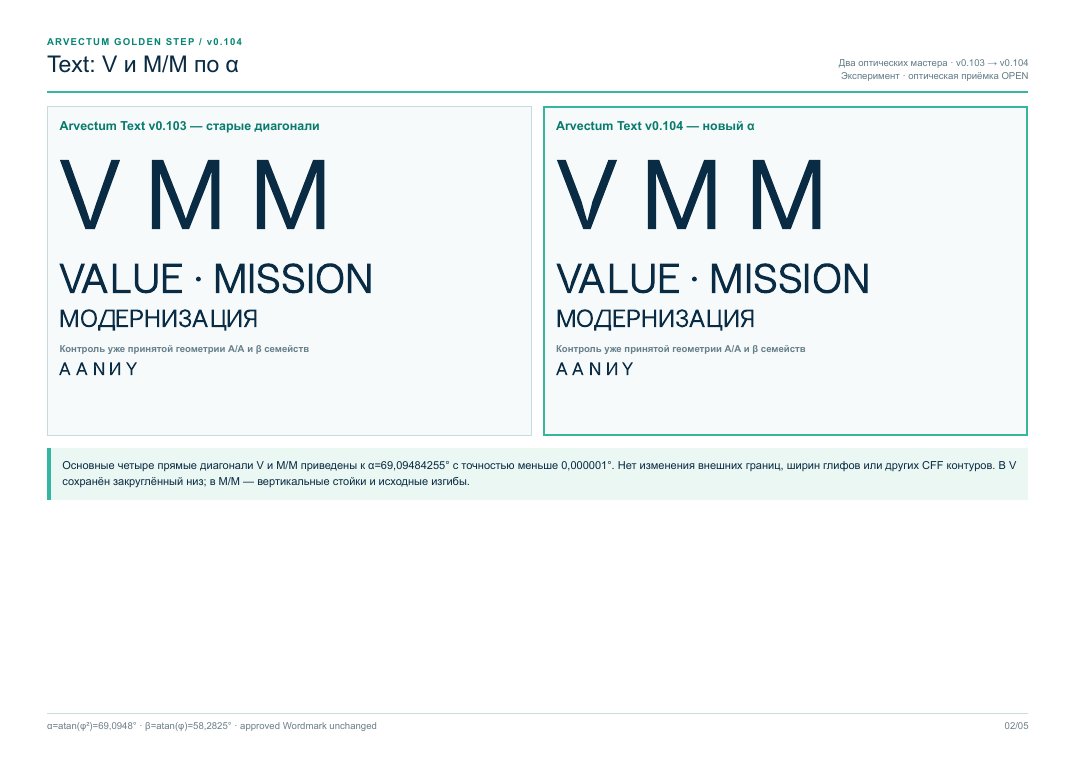 ARVECTUM GOLDEN STEP / v0.104
Text: V и M/М по α
Два оптических мастера · v0.103 → v0.104
Эксперимент · оптическая приёмка OPEN
Arvectum Text v0.103 — старые диагонали
V M М
VALUE · MISSION
МОДЕРНИЗАЦИЯ
Контроль уже принятой геометрии A/А и β семейств
A А N И Y
Arvectum Text v0.104 — новый α
V M М
VALUE · MISSION
МОДЕРНИЗАЦИЯ
Контроль уже принятой геометрии A/А и β семейств
A А N И Y
Основные четыре прямые диагонали V и M/М приведены к α=69,09484255° с точностью меньше 0,000001°. Нет изменения внешних границ, ширин глифов или других CFF контуров. В V
сохранён закруглённый низ; в M/М — вертикальные стойки и исходные изгибы.
α=atan(φ²)=69,0948° · β=atan(φ)=58,2825° · approved Wordmark unchanged
02/05